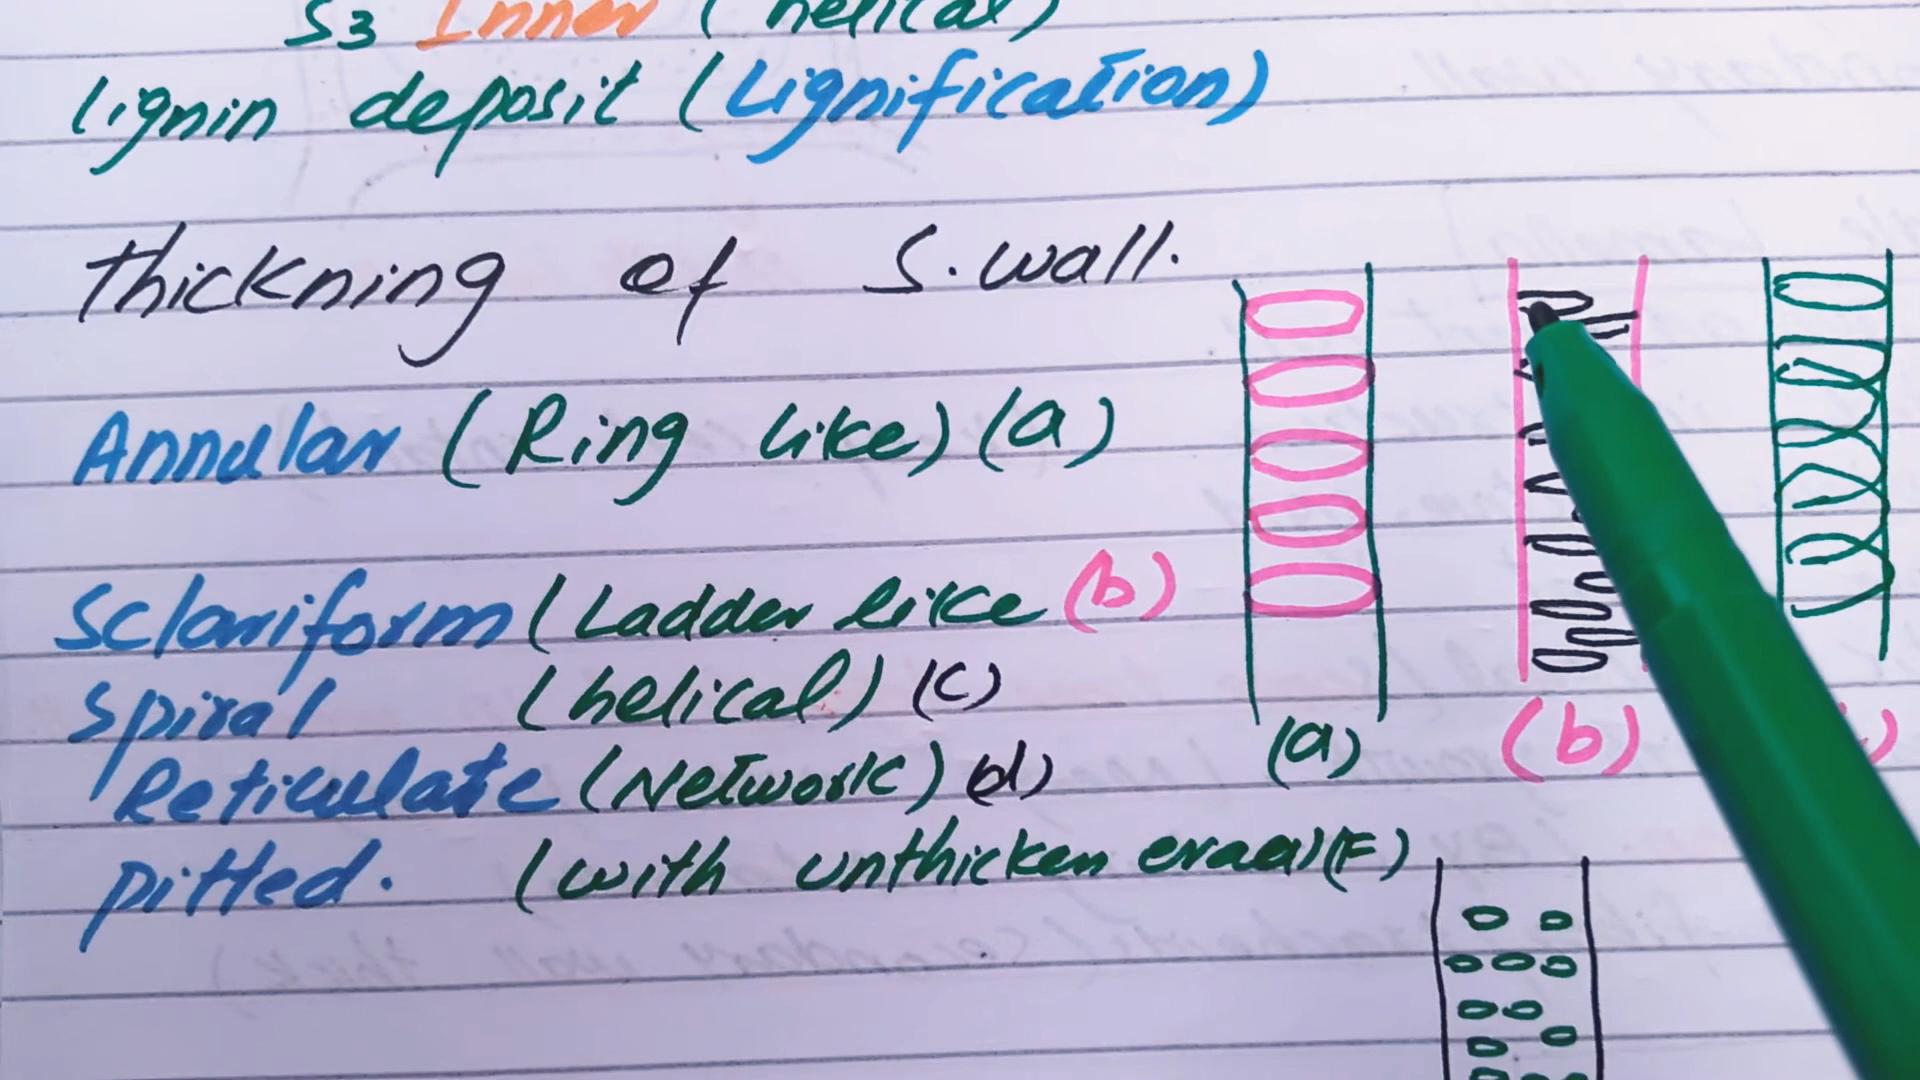 S3 Inner (helical)
lignin deposit (Lignification)
thickning of S.wall.
Annular (Ring like) (a)
Sclariform (Ladder like (b)
Spiral (helical) (c)
Reticulate (Network) (d)
pitted. (with unthicken eraa) (F)
(a) (b)